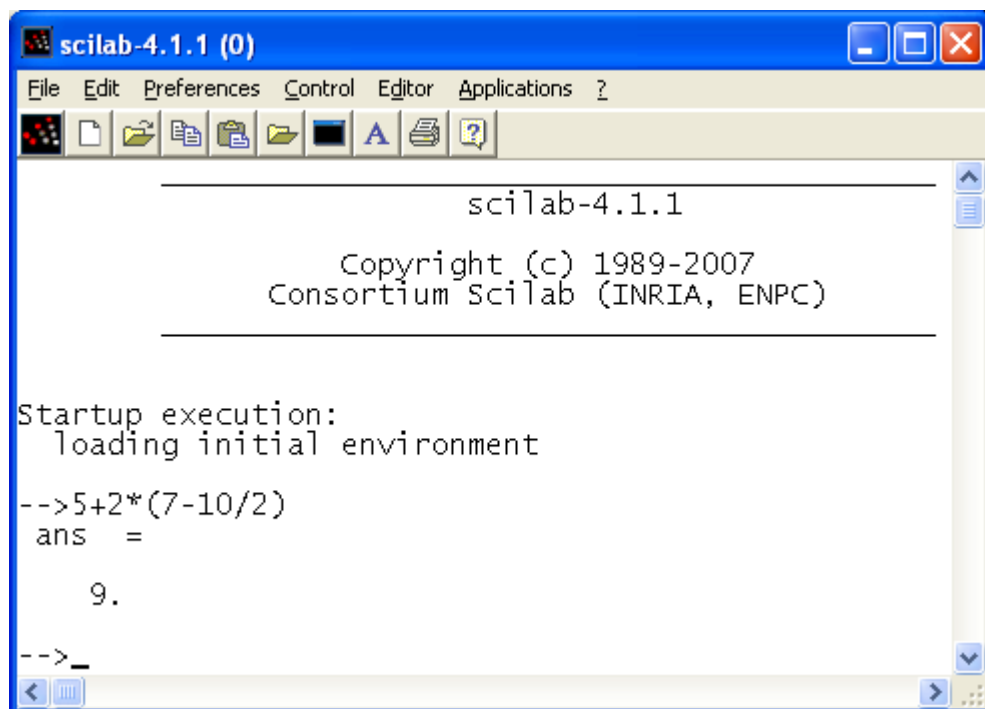 scilab-4.1.1 (0)
File Edit Preferences Control Editor Applications ?
A ?
scilab-4.1.1
Copyright (c) 1989-2007
Consortium Scilab (INRIA, ENPC)
Startup execution:
loading initial environment
-->5+2*(7-10/2)
ans =
9.
-->_